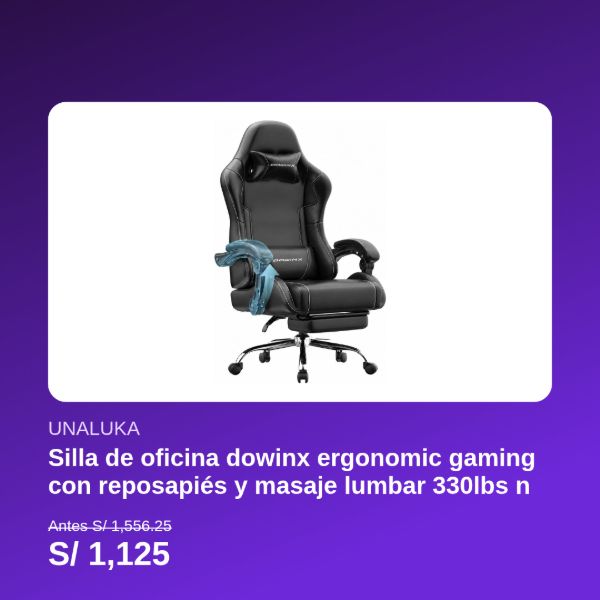 UNALUKA
Silla de oficina dowinx ergonomic gaming
con reposapiés y masaje lumbar 330lbs n
Antes S/ 1,556.25
S/ 1,125